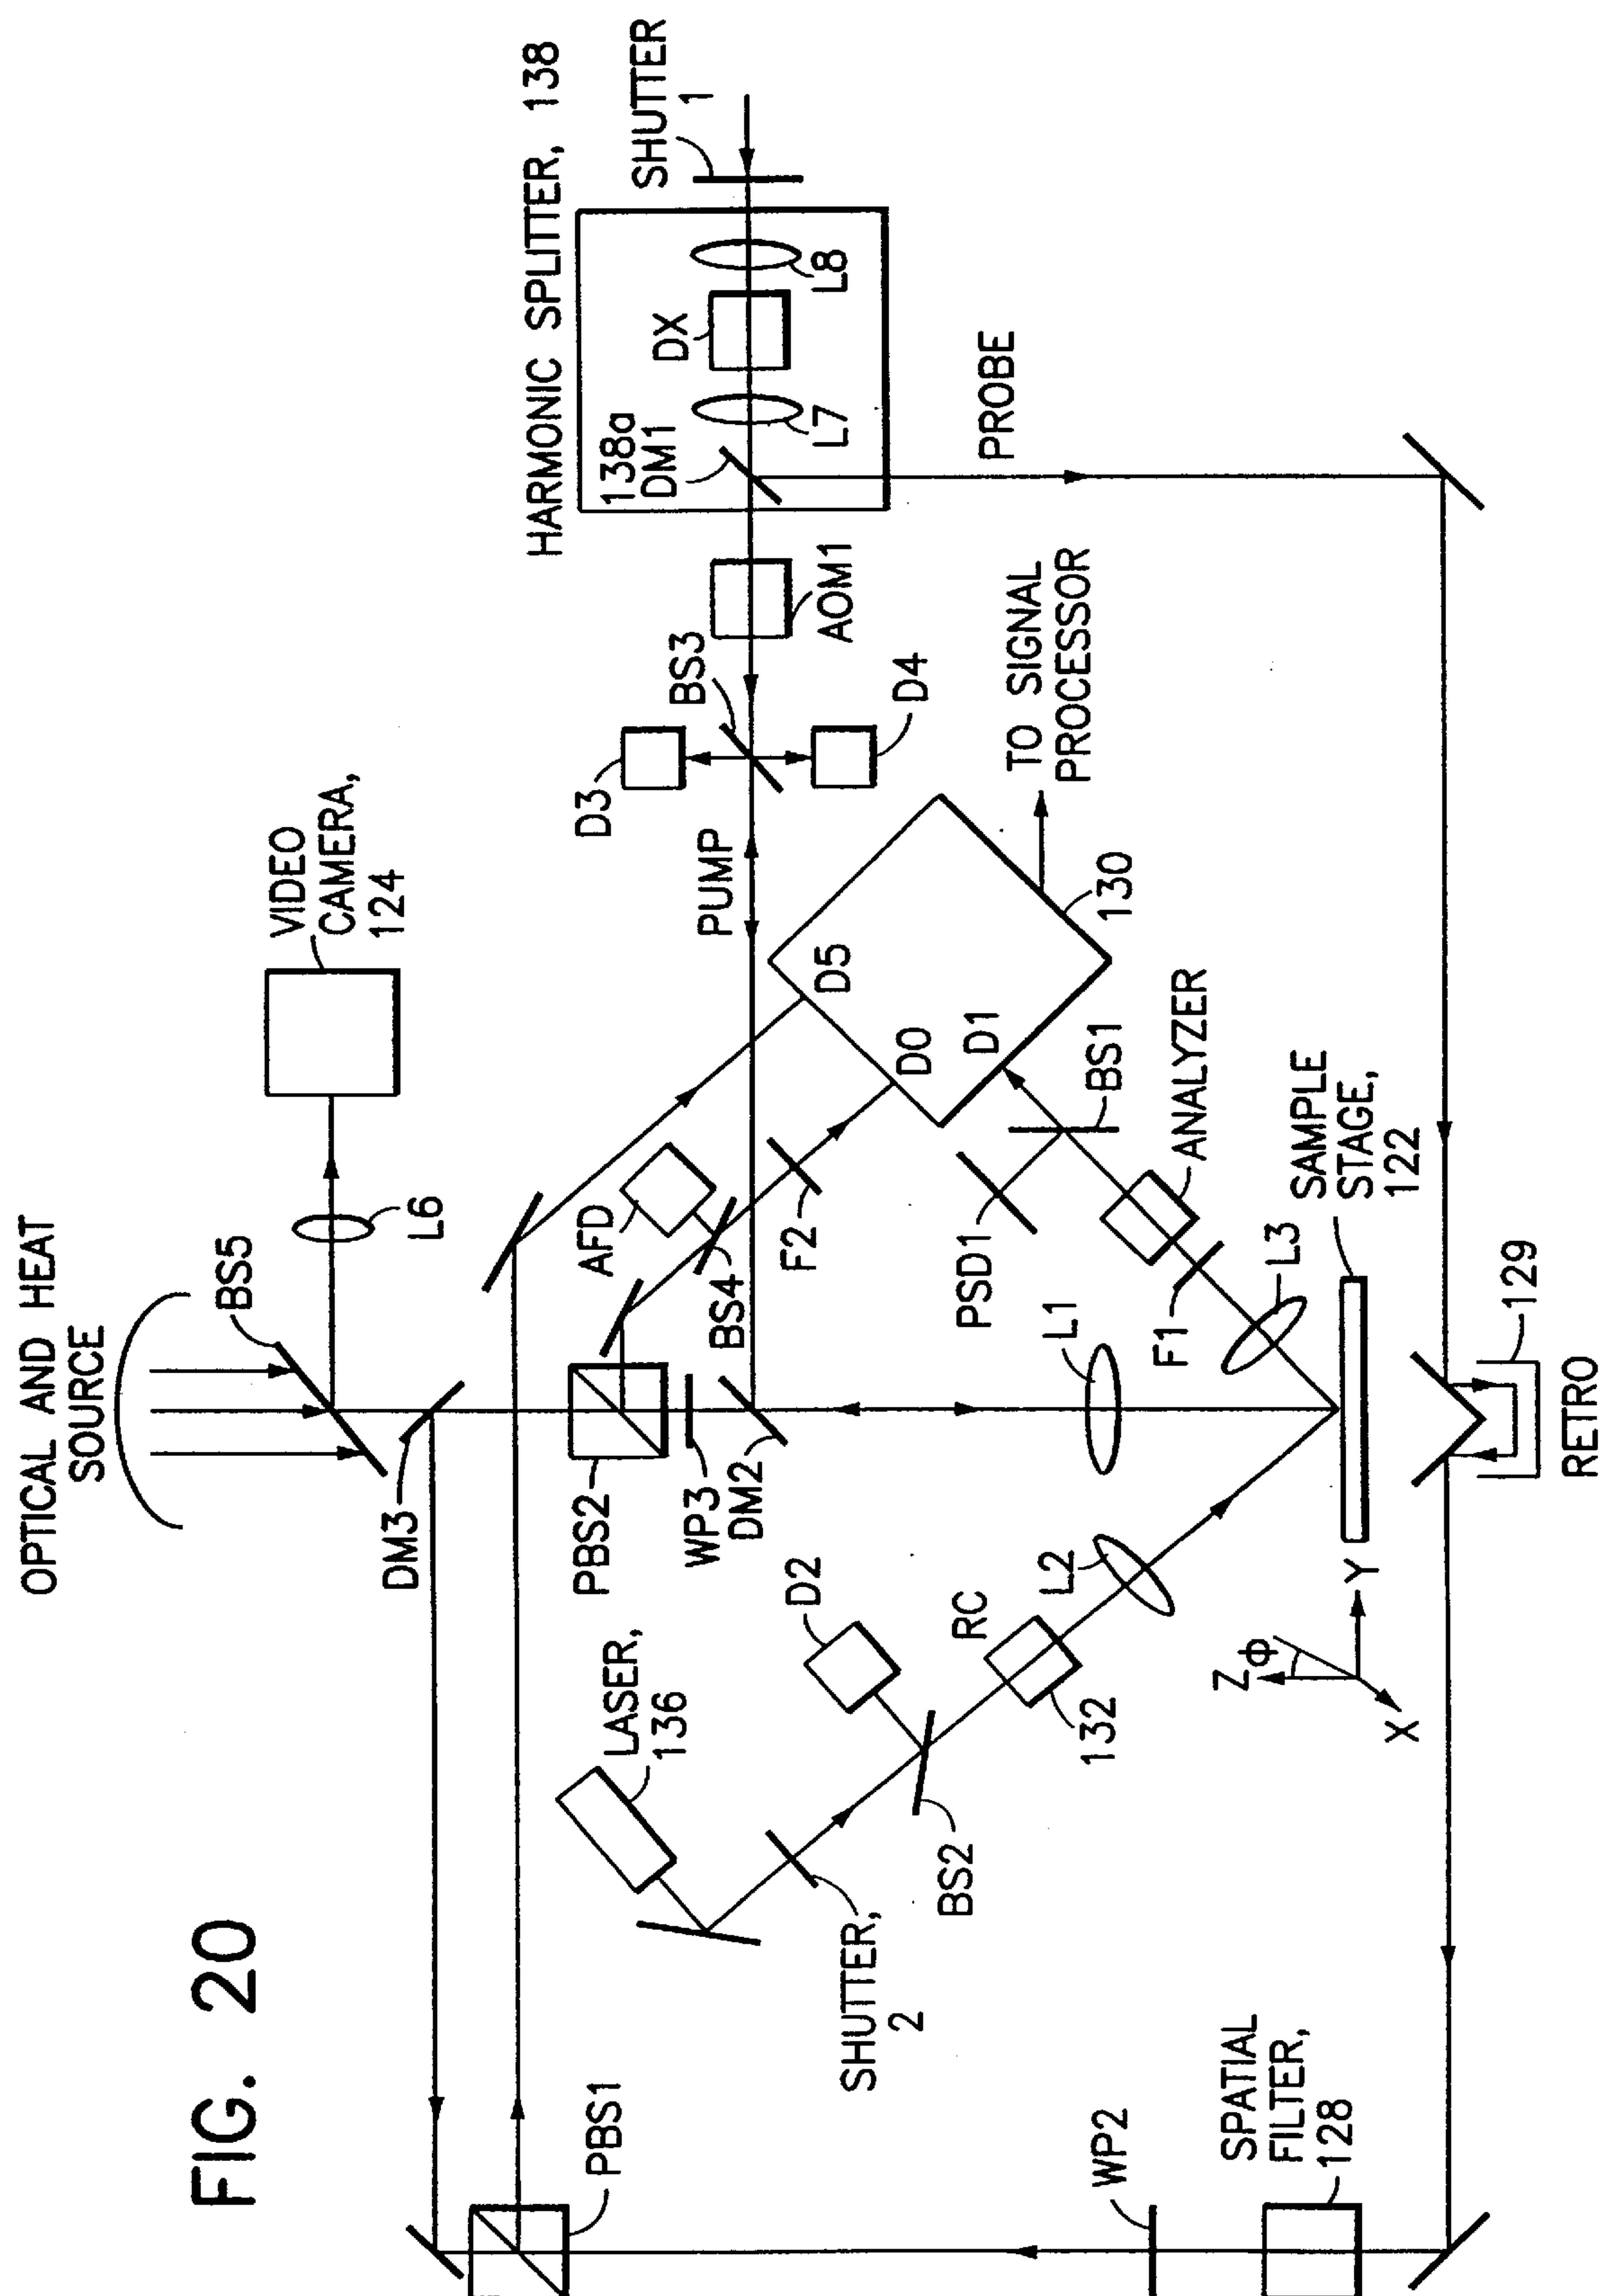 FIG. 20
OPTICAL AND HEAT
SOURCE
BS5
L6
VIDEO
CAMERA,
124
DM3
PBS1
PBS2
WP3
DM2
AFD
BS4
F2
D5
D0
D1
130
TO SIGNAL
PROCESSOR
PUMP
D3
BS3
D4
AOM1
HARMONIC SPLITTER, 138
138a
DM1
L7
DX
L8
SHUTTER
1
PROBE
LASER,
136
SHUTTER,
2
D2
BS2
RC
132
L2
L1
L3
F1
PSD1
BS1
ANALYZER
SAMPLE
STAGE,
122
Z
Φ
Y
X
129
RETRO
WP2
SPATIAL
FILTER,
128